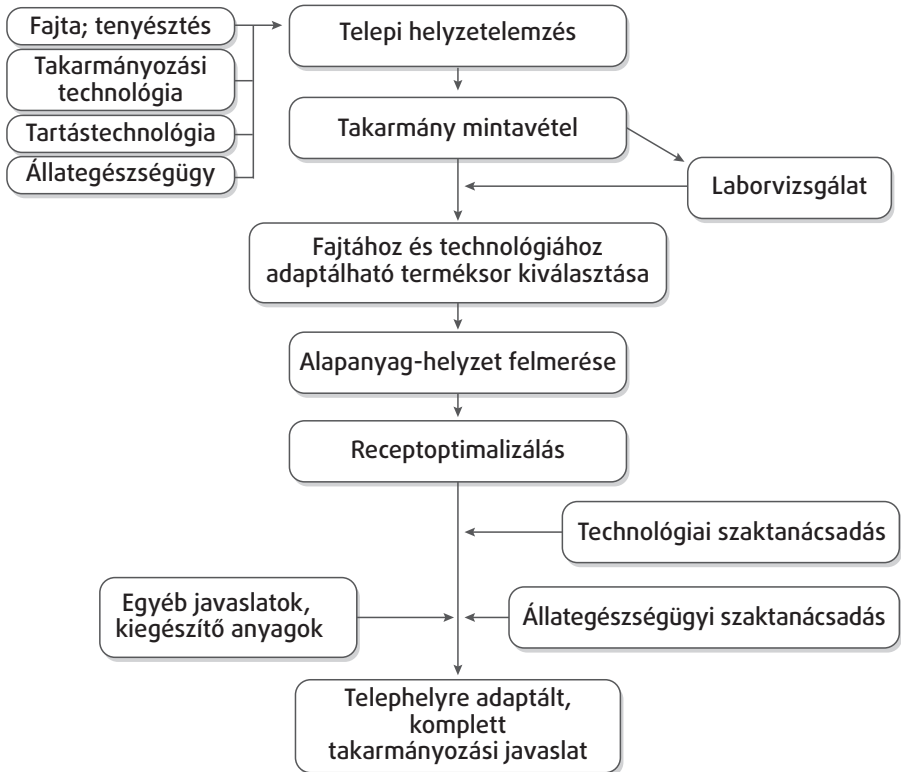 Fajta; tenyésztés
Takarmányozási
technológia
Tartástechnológia
Állategészségügy
Telepi helyzetelemzés
Takarmány mintavétel
Laborvizsgálat
Fajtához és technológiához
adaptálható terméksor kiválasztása
Alapanyag-helyzet felmerése
Receptoptimalizálás
Technológiai szaktanácsadás
Egyéb javaslatok,
kiegészítő anyagok
Állategészségügyi szaktanácsadás
Telephelyre adaptált,
komplett
takarmányozási javaslat